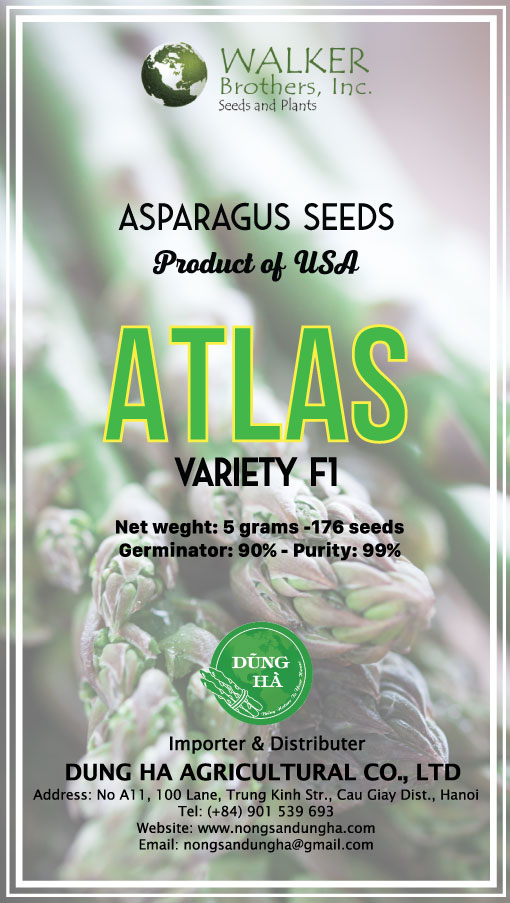 WALKER
Brothers, Inc.
Seeds and Plants
ASPARAGUS SEEDS
Product of USA
ATLAS
VARIETY F1
Net weght: 5 grams -176 seeds
Germinator: 90% - Purity: 99%
DŨNG
HÀ
Importer & Distributer
DUNG HA AGRICULTURAL CO., LTD
Address: No A11, 100 Lane, Trung Kinh Str., Cau Giay Dist., Hanoi
Tel: (+84) 901 539 693
Website: www.nongsandungha.com
Email: nongsandungha@gmail.com